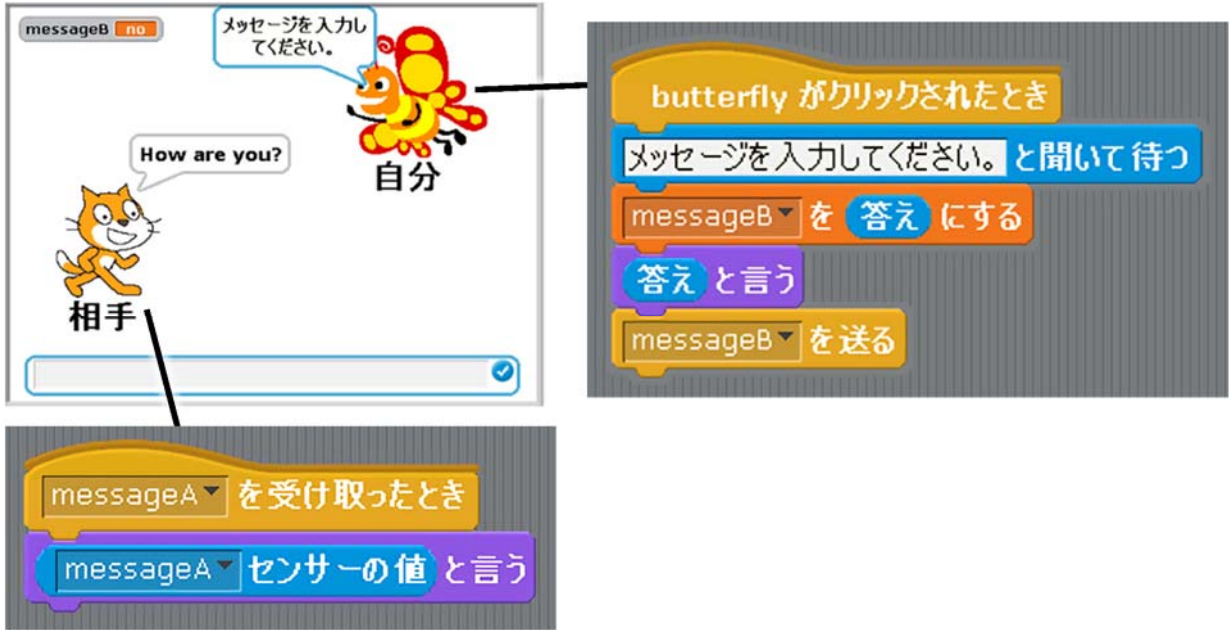 messageB no
メッセージを入力し
てください。
自分
How are you?
相手
butterfly がクリックされたとき
メッセージを入力してください。 と聞いて待つ
messageB を 答え にする
答え と言う
messageB を送る
messageA を受け取ったとき
messageA センサーの値 と言う